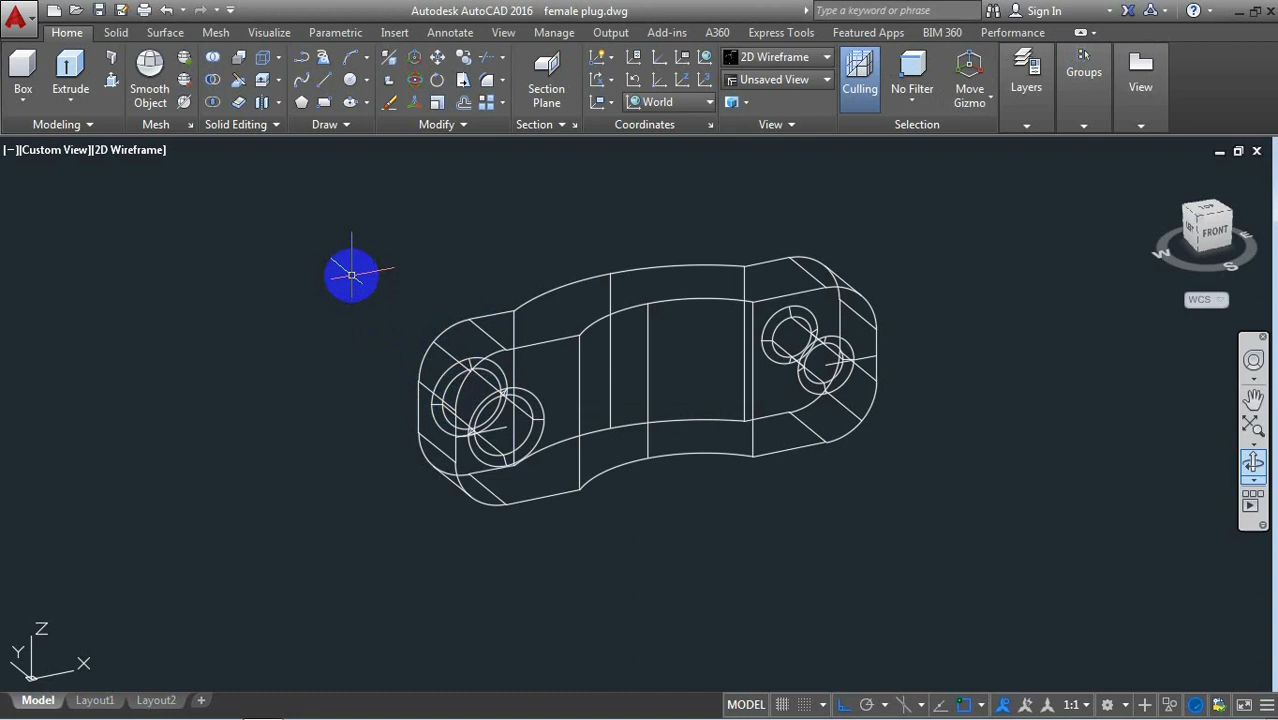 Autodesk AutoCAD 2016 female plug.dwg
Type a keyword or phrase
Sign In
Home Solid Surface Mesh Visualize Parametric Insert Annotate View Manage Output Add-ins A360 Express Tools Featured Apps BIM 360 Performance
Box
Extrude
Smooth
Object
Section
Plane
World
2D Wireframe
Unsaved View
Culling
No Filter
Move
Gizmo
Layers
Groups
View
Modeling
Mesh
Solid Editing
Draw
Modify
Section
Coordinates
View
Selection
[−][Custom View][2D Wireframe]
TOP
FRONT
W
S
E
WCS
Z
Y
X
Model
Layout1
Layout2
MODEL
1:1